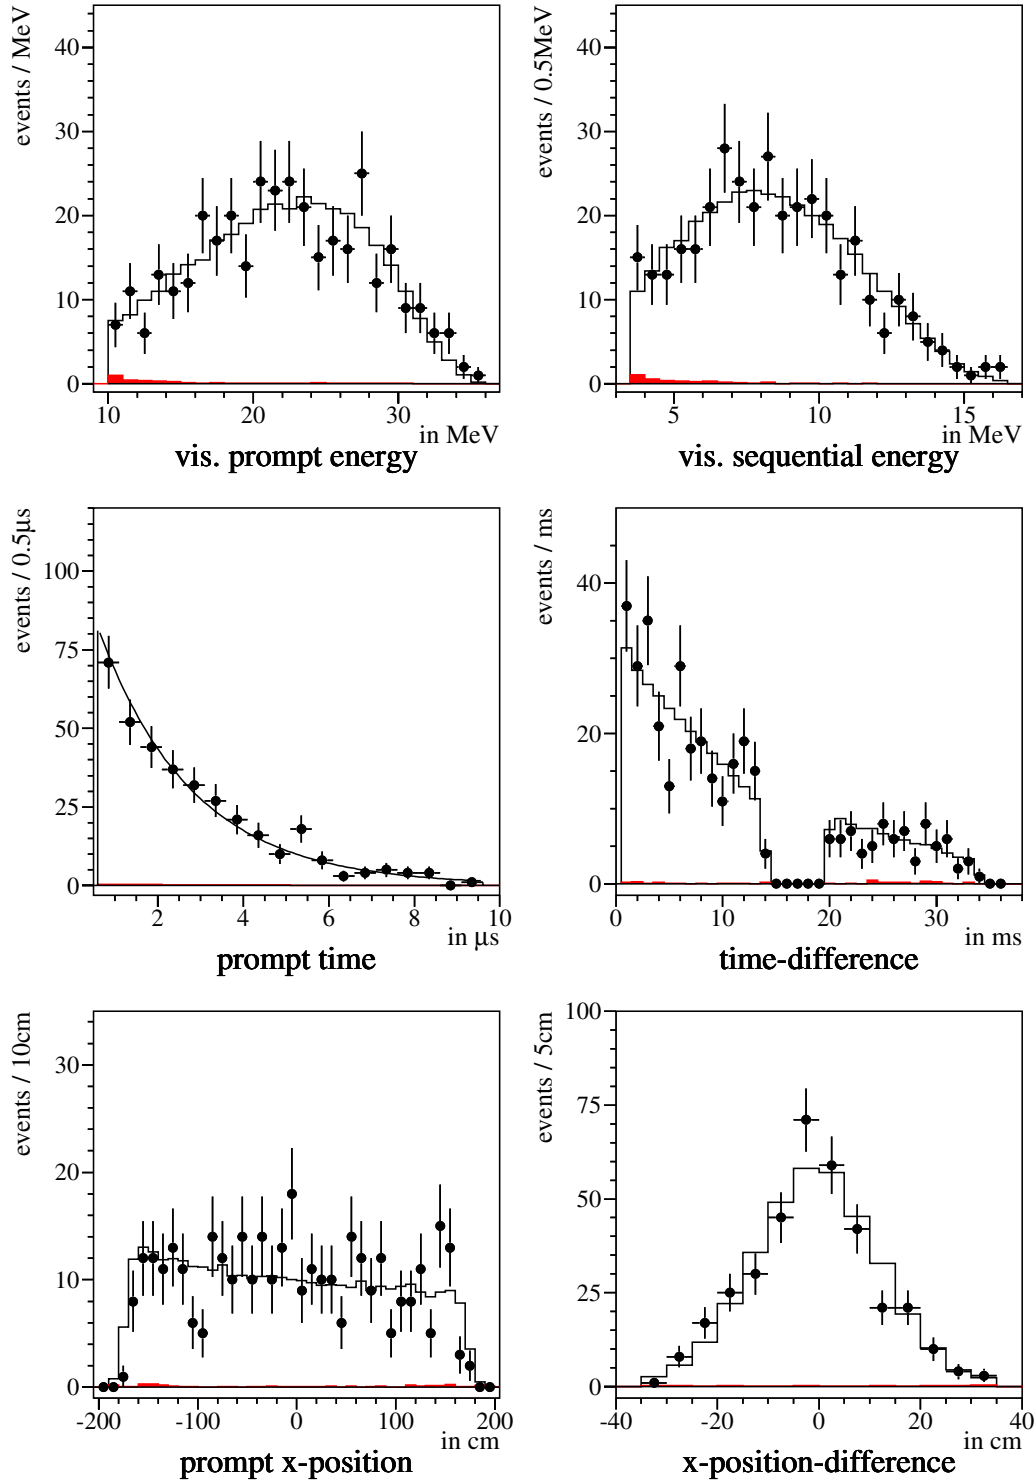 events / MeV
40
30
20
10
0
10 20 30
in MeV
vis. prompt energy
events / 0.5MeV
40
30
20
10
0
5 10 15
in MeV
vis. sequential energy
events / 0.5µs
100
75
50
25
0
2 4 6 8 10
in µs
prompt time
events / ms
40
20
0
0 10 20 30
in ms
time-difference
events / 10cm
30
20
10
0
-200 -100 0 100 200
in cm
prompt x-position
events / 5cm
100
75
50
25
0
-40 -20 0 20 40
in cm
x-position-difference